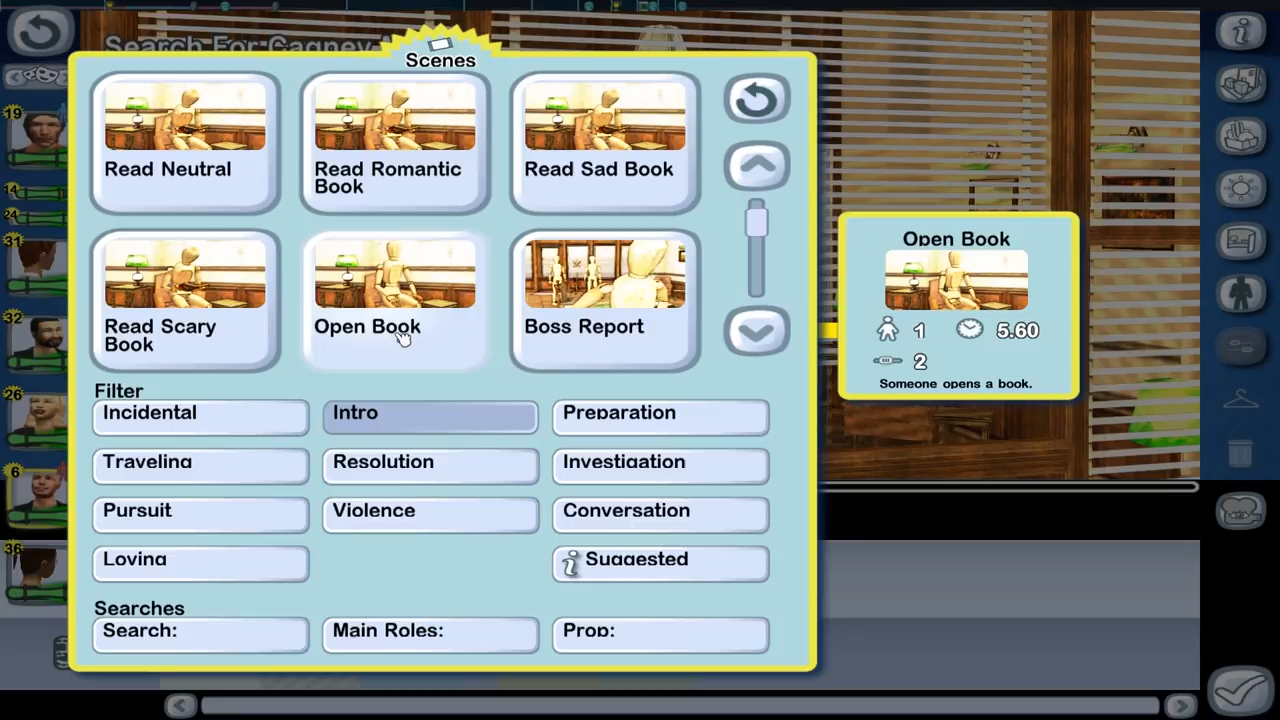 Search For Cagney
Scenes
Read Neutral
Read Romantic
Book
Read Sad Book
Read Scary
Book
Open Book
Boss Report
Open Book
1
5.60
2
Someone opens a book.
Filter
Incidental
Intro
Preparation
Traveling
Resolution
Investigation
Pursuit
Violence
Conversation
Loving
Suggested
Searches
Search:
Main Roles:
Prop:
19
14
24
31
32
26
6
36